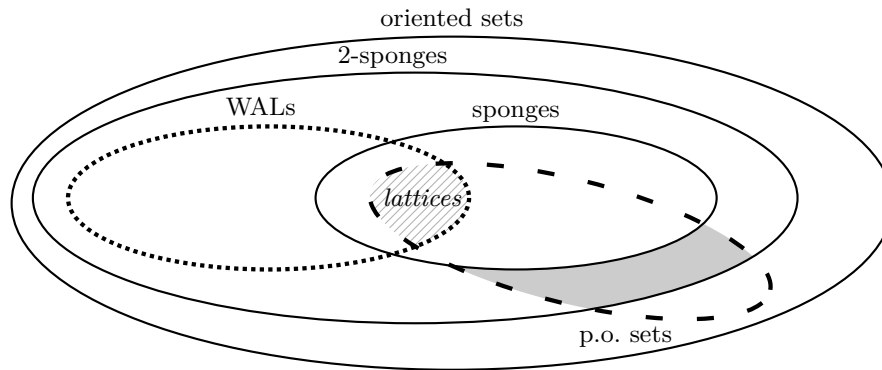 oriented sets
2-sponges
WALs
sponges
lattices
p.o. sets